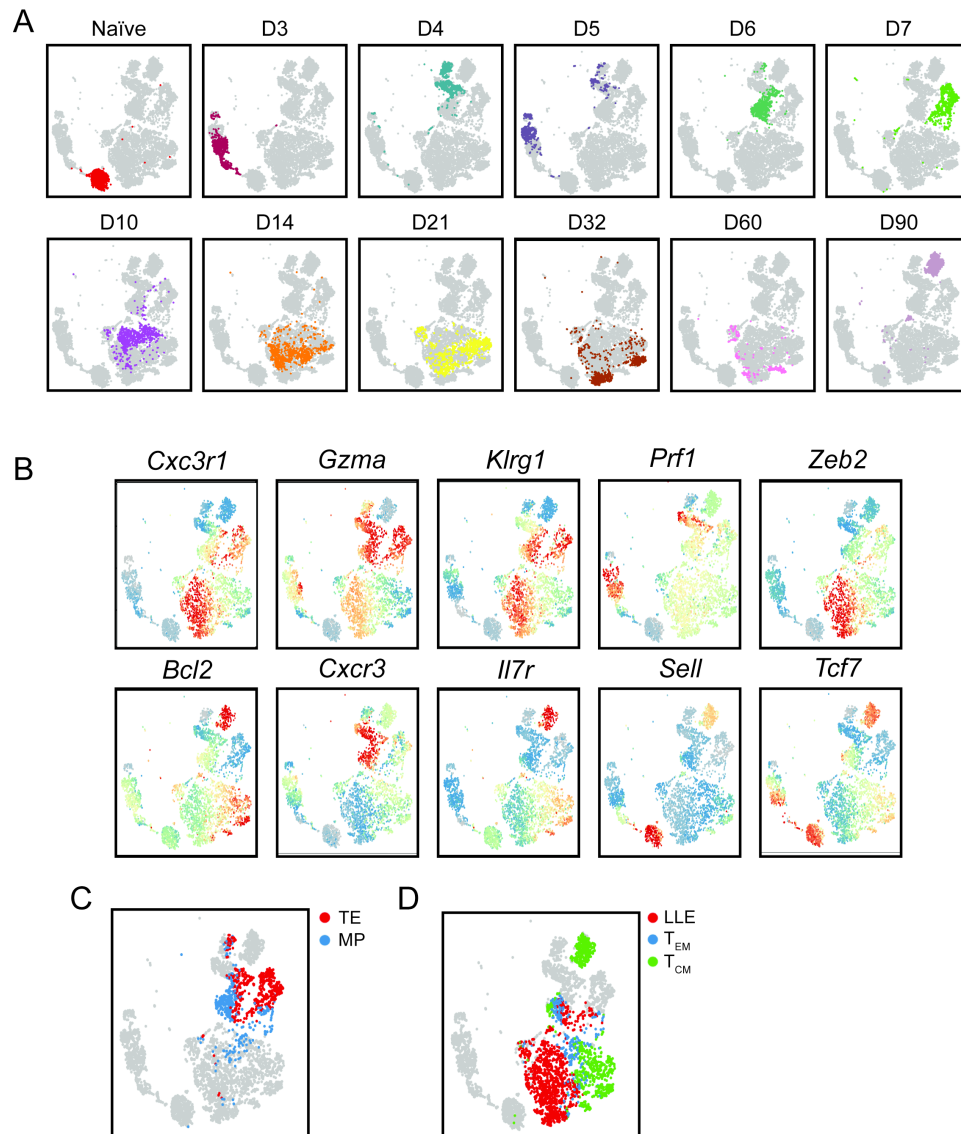 A
Naïve D3 D4 D5 D6 D7
D10 D14 D21 D32 D60 D90
B
Cxc3r1 Gzma Klrg1 Prf1 Zeb2
Bcl2 Cxcr3 Il7r Sell Tcf7
C
TE
MP
D
LLE
TEM
TCM